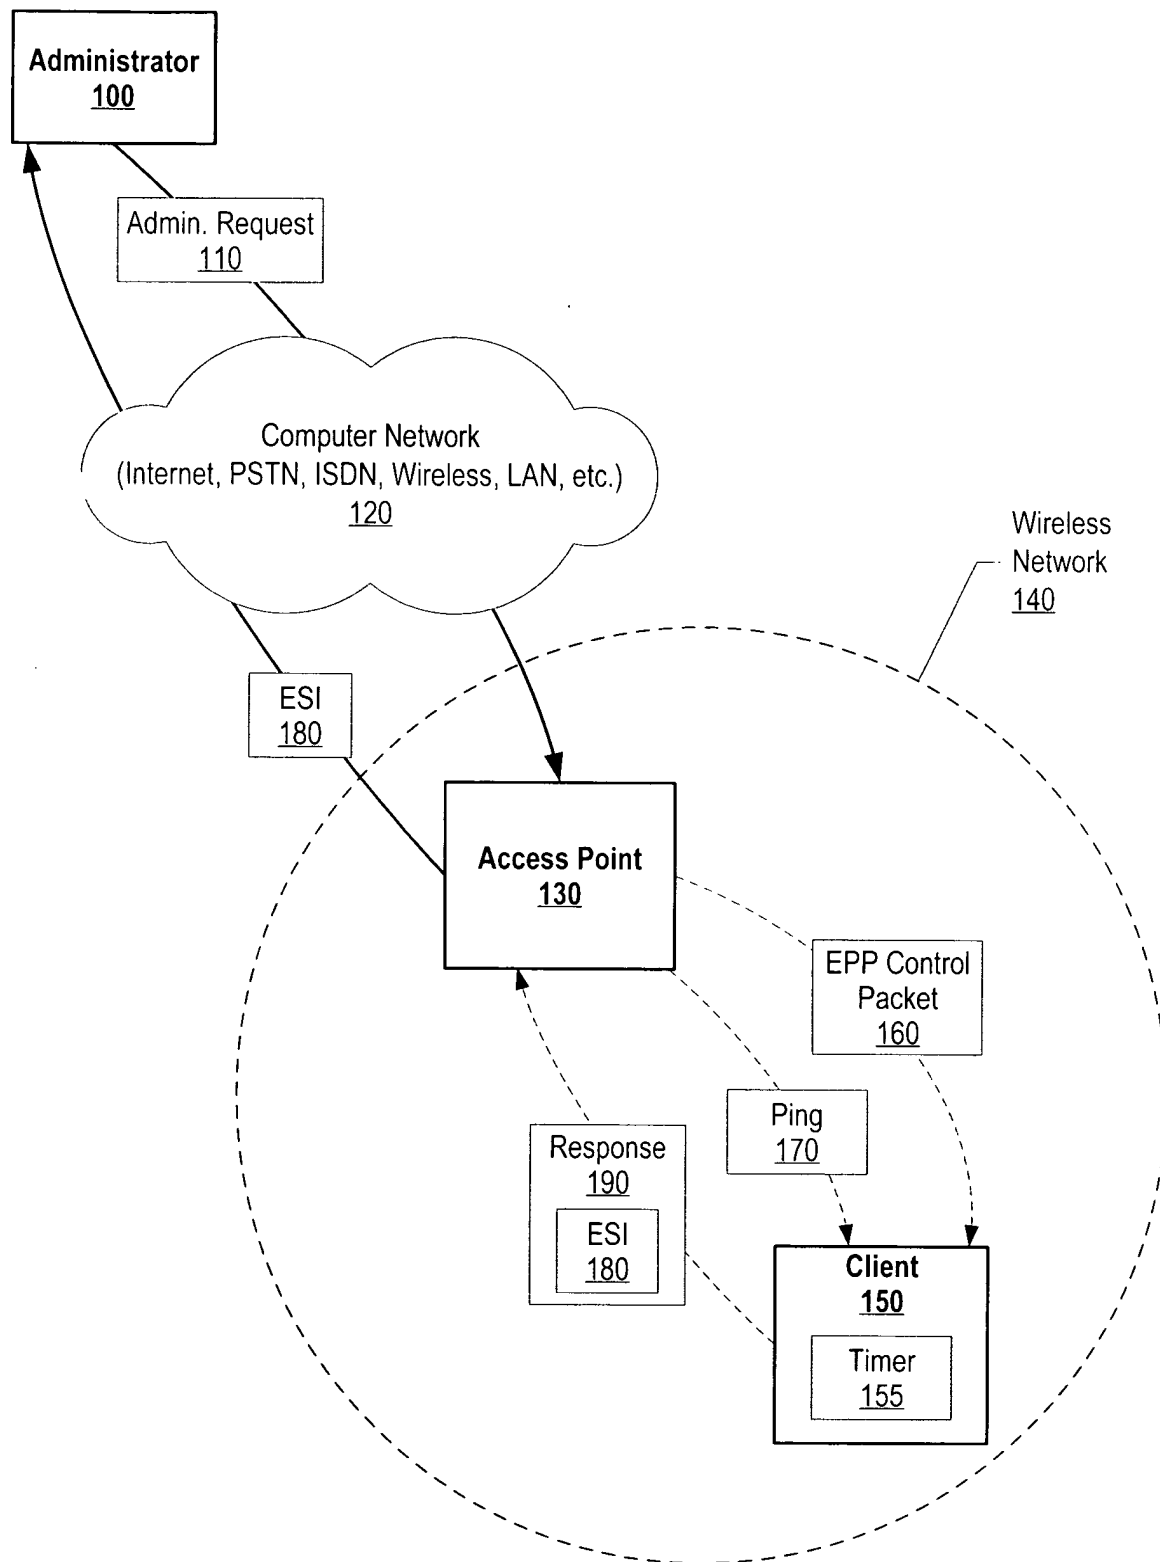 Administrator
100
Admin. Request
110
Computer Network
(Internet, PSTN, ISDN, Wireless, LAN, etc.)
120
Wireless
Network
140
ESI
180
Access Point
130
EPP Control
Packet
160
Ping
170
Response
190
ESI
180
Client
150
Timer
155